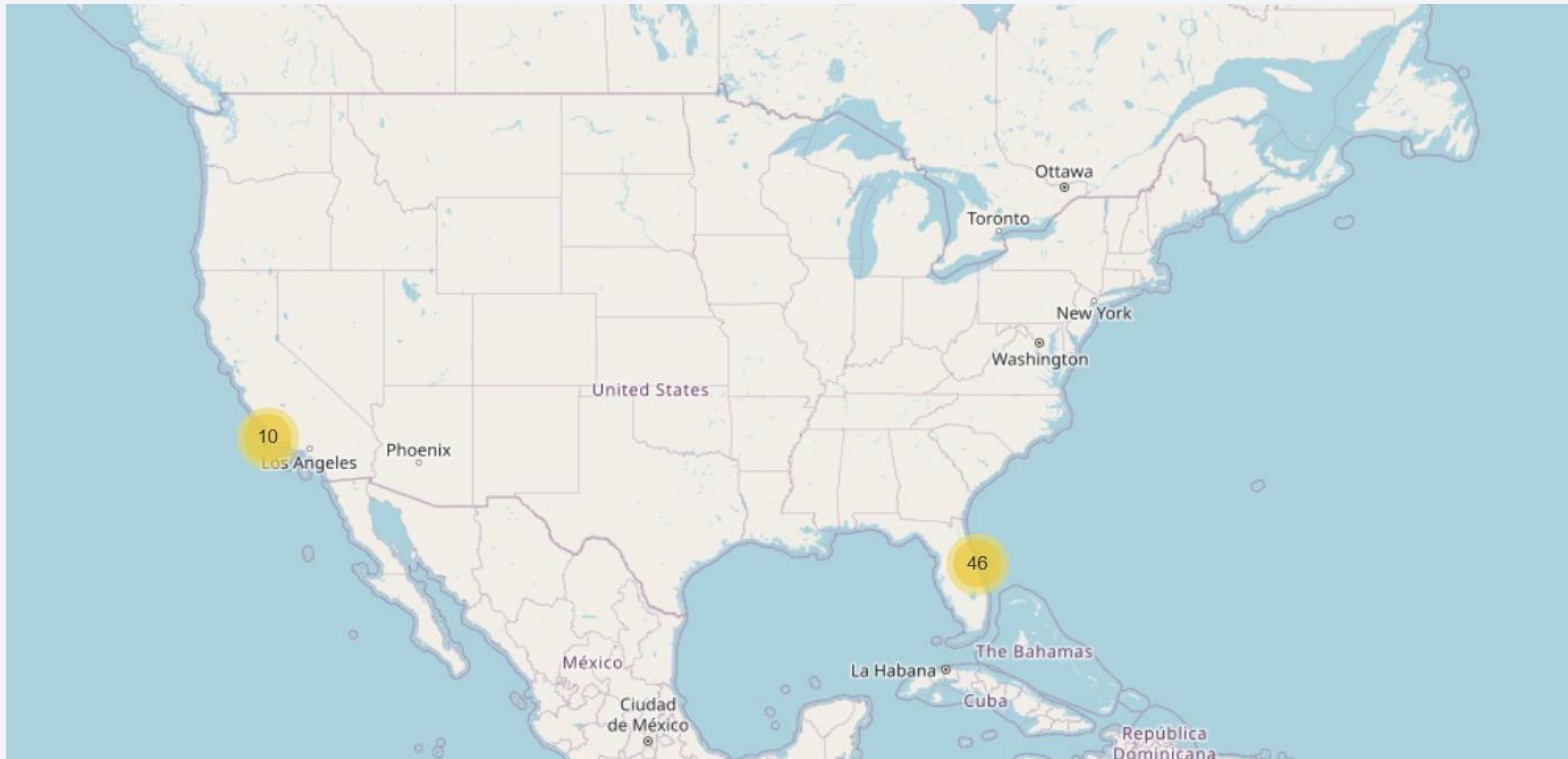 Ottawa
Toronto
New York
Washington
United States
10
Los Angeles
Phoenix
46
The Bahamas
México
La Habana
Cuba
Ciudad
de México
República
Dominicana